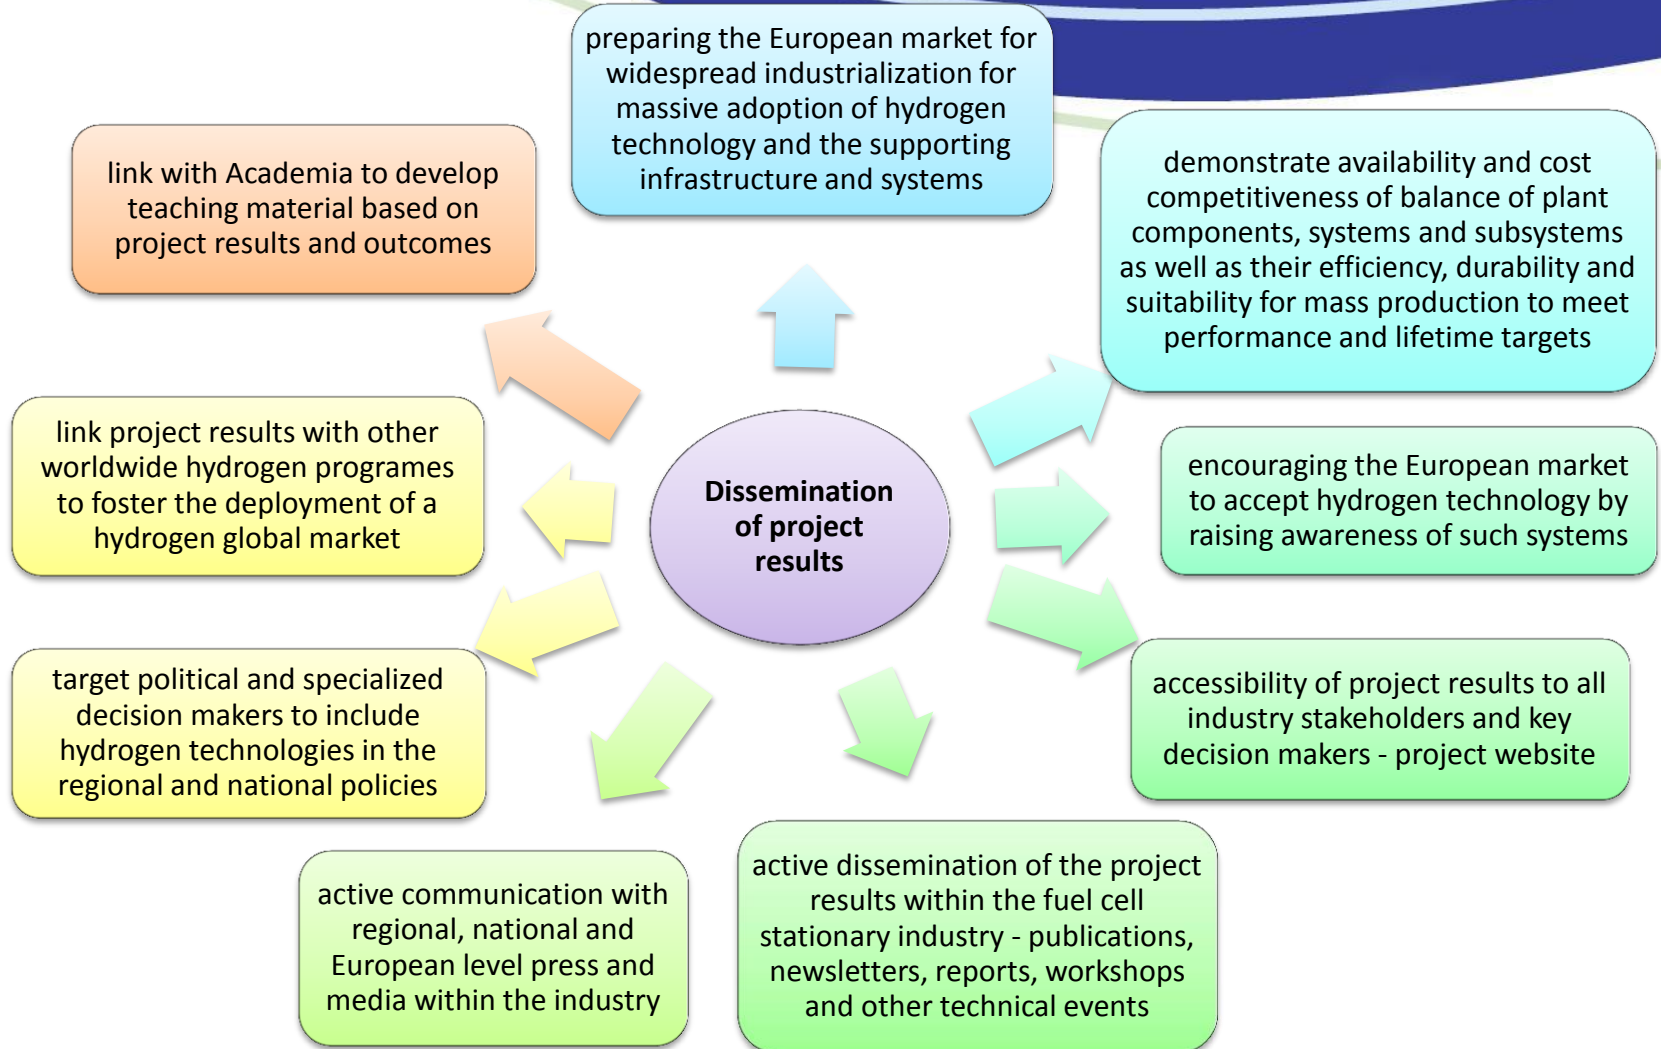 preparing the European market for
widespread industrialization for
massive adoption of hydrogen
technology and the supporting
infrastructure and systems
demonstrate availability and cost
competitiveness of balance of plant
components, systems and subsystems
as well as their efficiency, durability and
suitability for mass production to meet
performance and lifetime targets
encouraging the European market
to accept hydrogen technology by
raising awareness of such systems
accessibility of project results to all
industry stakeholders and key
decision makers - project website
active dissemination of the project
results within the fuel cell
stationary industry - publications,
newsletters, reports, workshops
and other technical events
active communication with
regional, national and
European level press and
media within the industry
target political and specialized
decision makers to include
hydrogen technologies in the
regional and national policies
link project results with other
worldwide hydrogen programes
to foster the deployment of a
hydrogen global market
link with Academia to develop
teaching material based on
project results and outcomes
Dissemination
of project
results